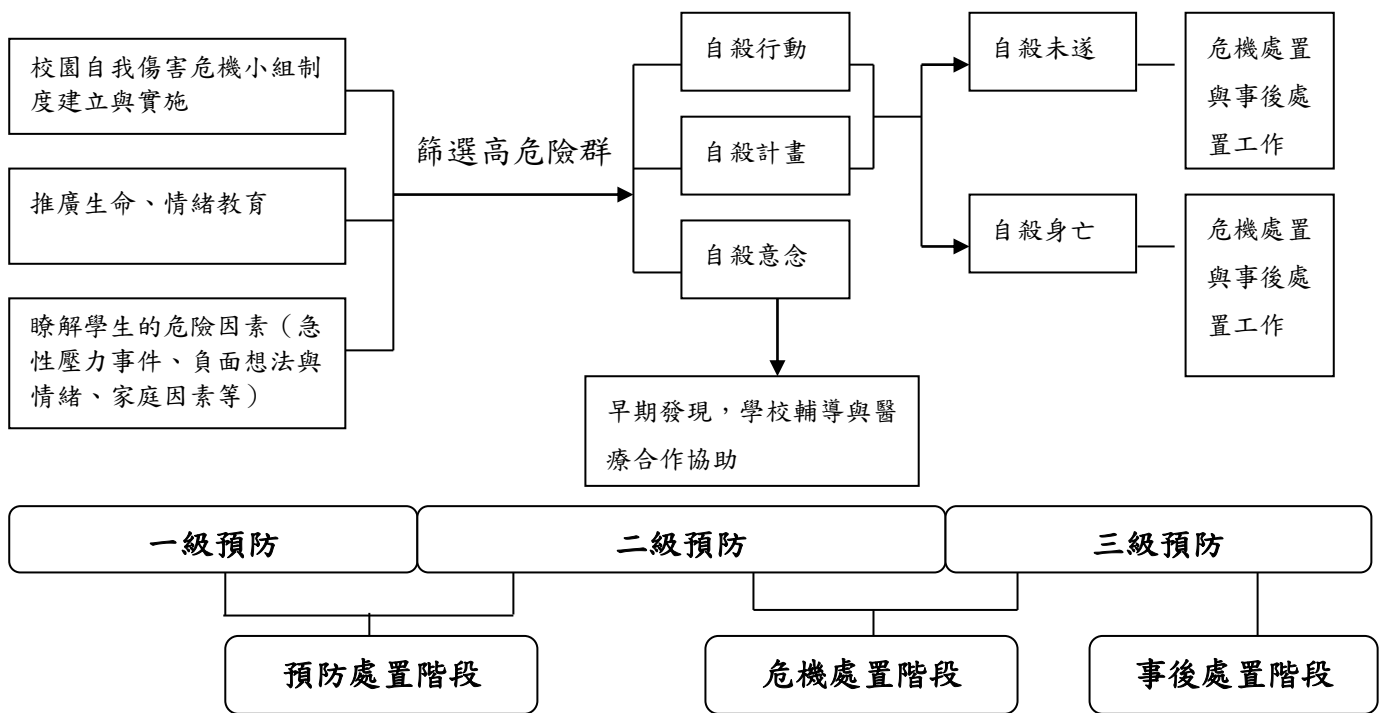 校園自我傷害危機小組制
度建立與實施
推廣生命、情緒教育
瞭解學生的危險因素（急
性壓力事件、負面想法與
情緒、家庭因素等）
篩選高危險群
自殺行動
自殺計畫
自殺意念
早期發現，學校輔導與醫
療合作協助
自殺未遂
自殺身亡
危機處置
與事後處
置工作
危機處置
與事後處
置工作
一級預防
二級預防
三級預防
預防處置階段
危機處置階段
事後處置階段